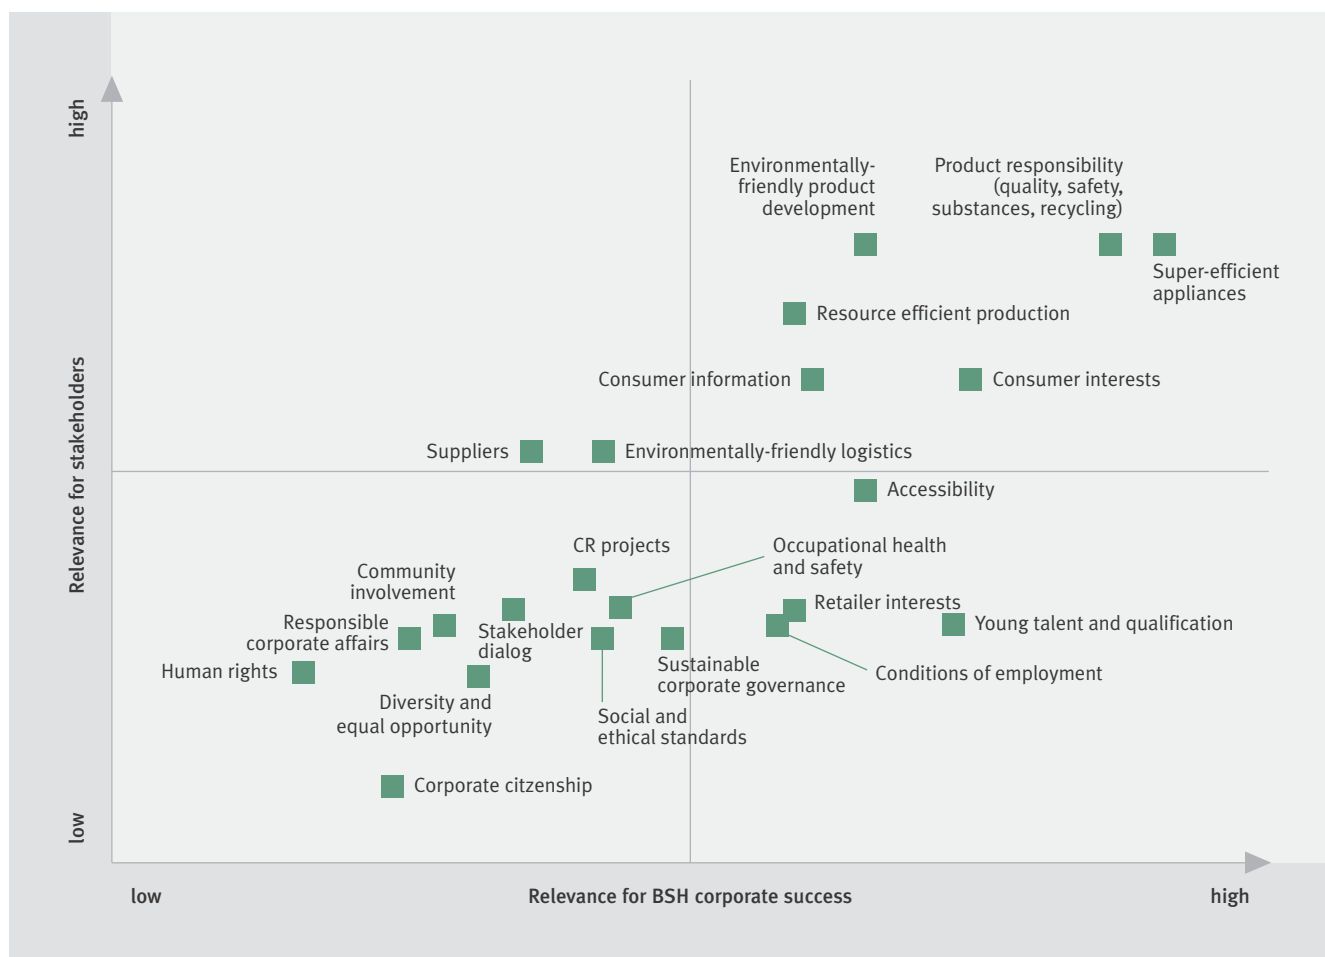 high
Environmentally-
friendly product
development
Product responsibility
(quality, safety,
substances, recycling)
Super-efficient
appliances
Resource efficient production
Consumer information
Consumer interests
Relevance for stakeholders
Suppliers
Environmentally-friendly logistics
Accessibility
CR projects
Occupational health
and safety
Community
involvement
Retailer interests
Responsible
corporate affairs
Stakeholder
dialog
Young talent and qualification
Human rights
Sustainable
corporate governance
Conditions of employment
Diversity and
equal opportunity
Social and
ethical standards
Corporate citzenship
low
low
Relevance for BSH corporate success
high